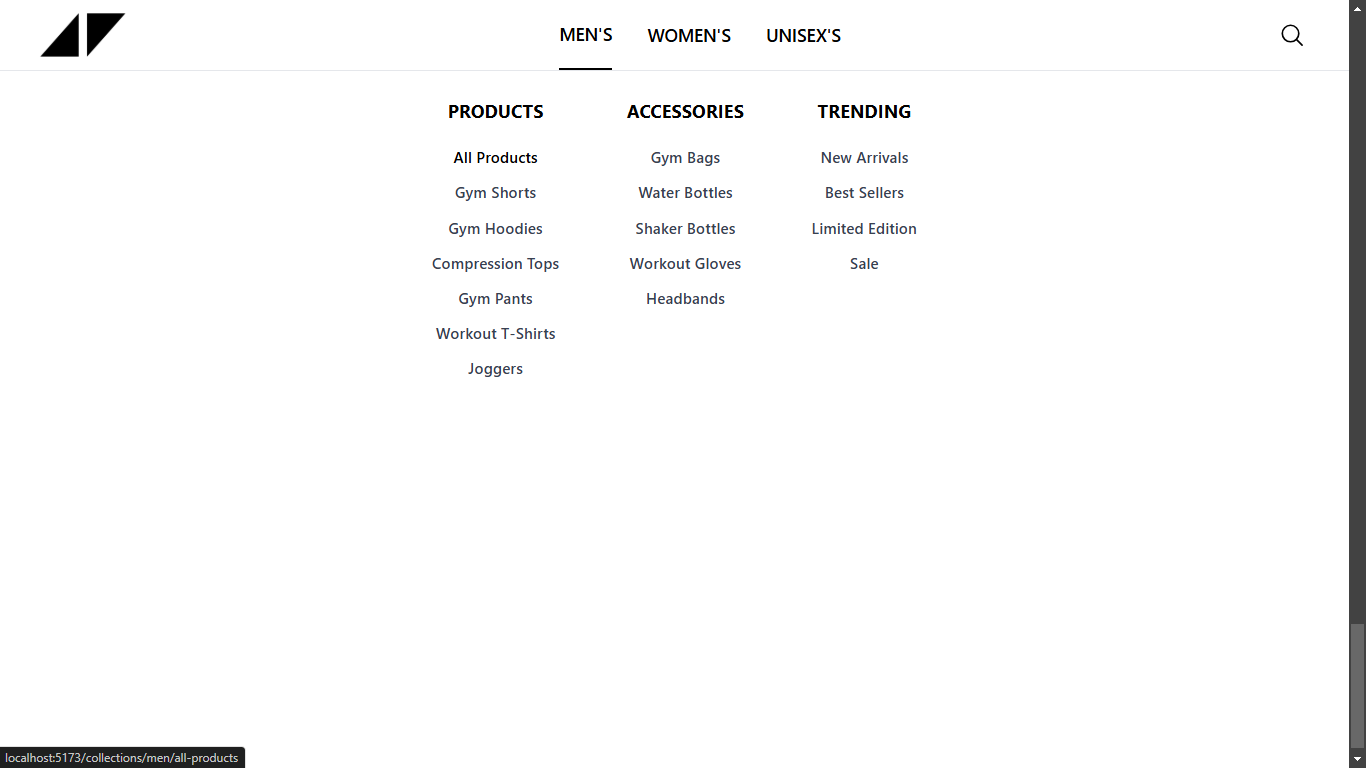 MEN'S
WOMEN'S
UNISEX'S
PRODUCTS
All Products
Gym Shorts
Gym Hoodies
Compression Tops
Gym Pants
Workout T-Shirts
Joggers
ACCESSORIES
Gym Bags
Water Bottles
Shaker Bottles
Workout Gloves
Headbands
TRENDING
New Arrivals
Best Sellers
Limited Edition
Sale
localhost:5173/collections/men/all-products